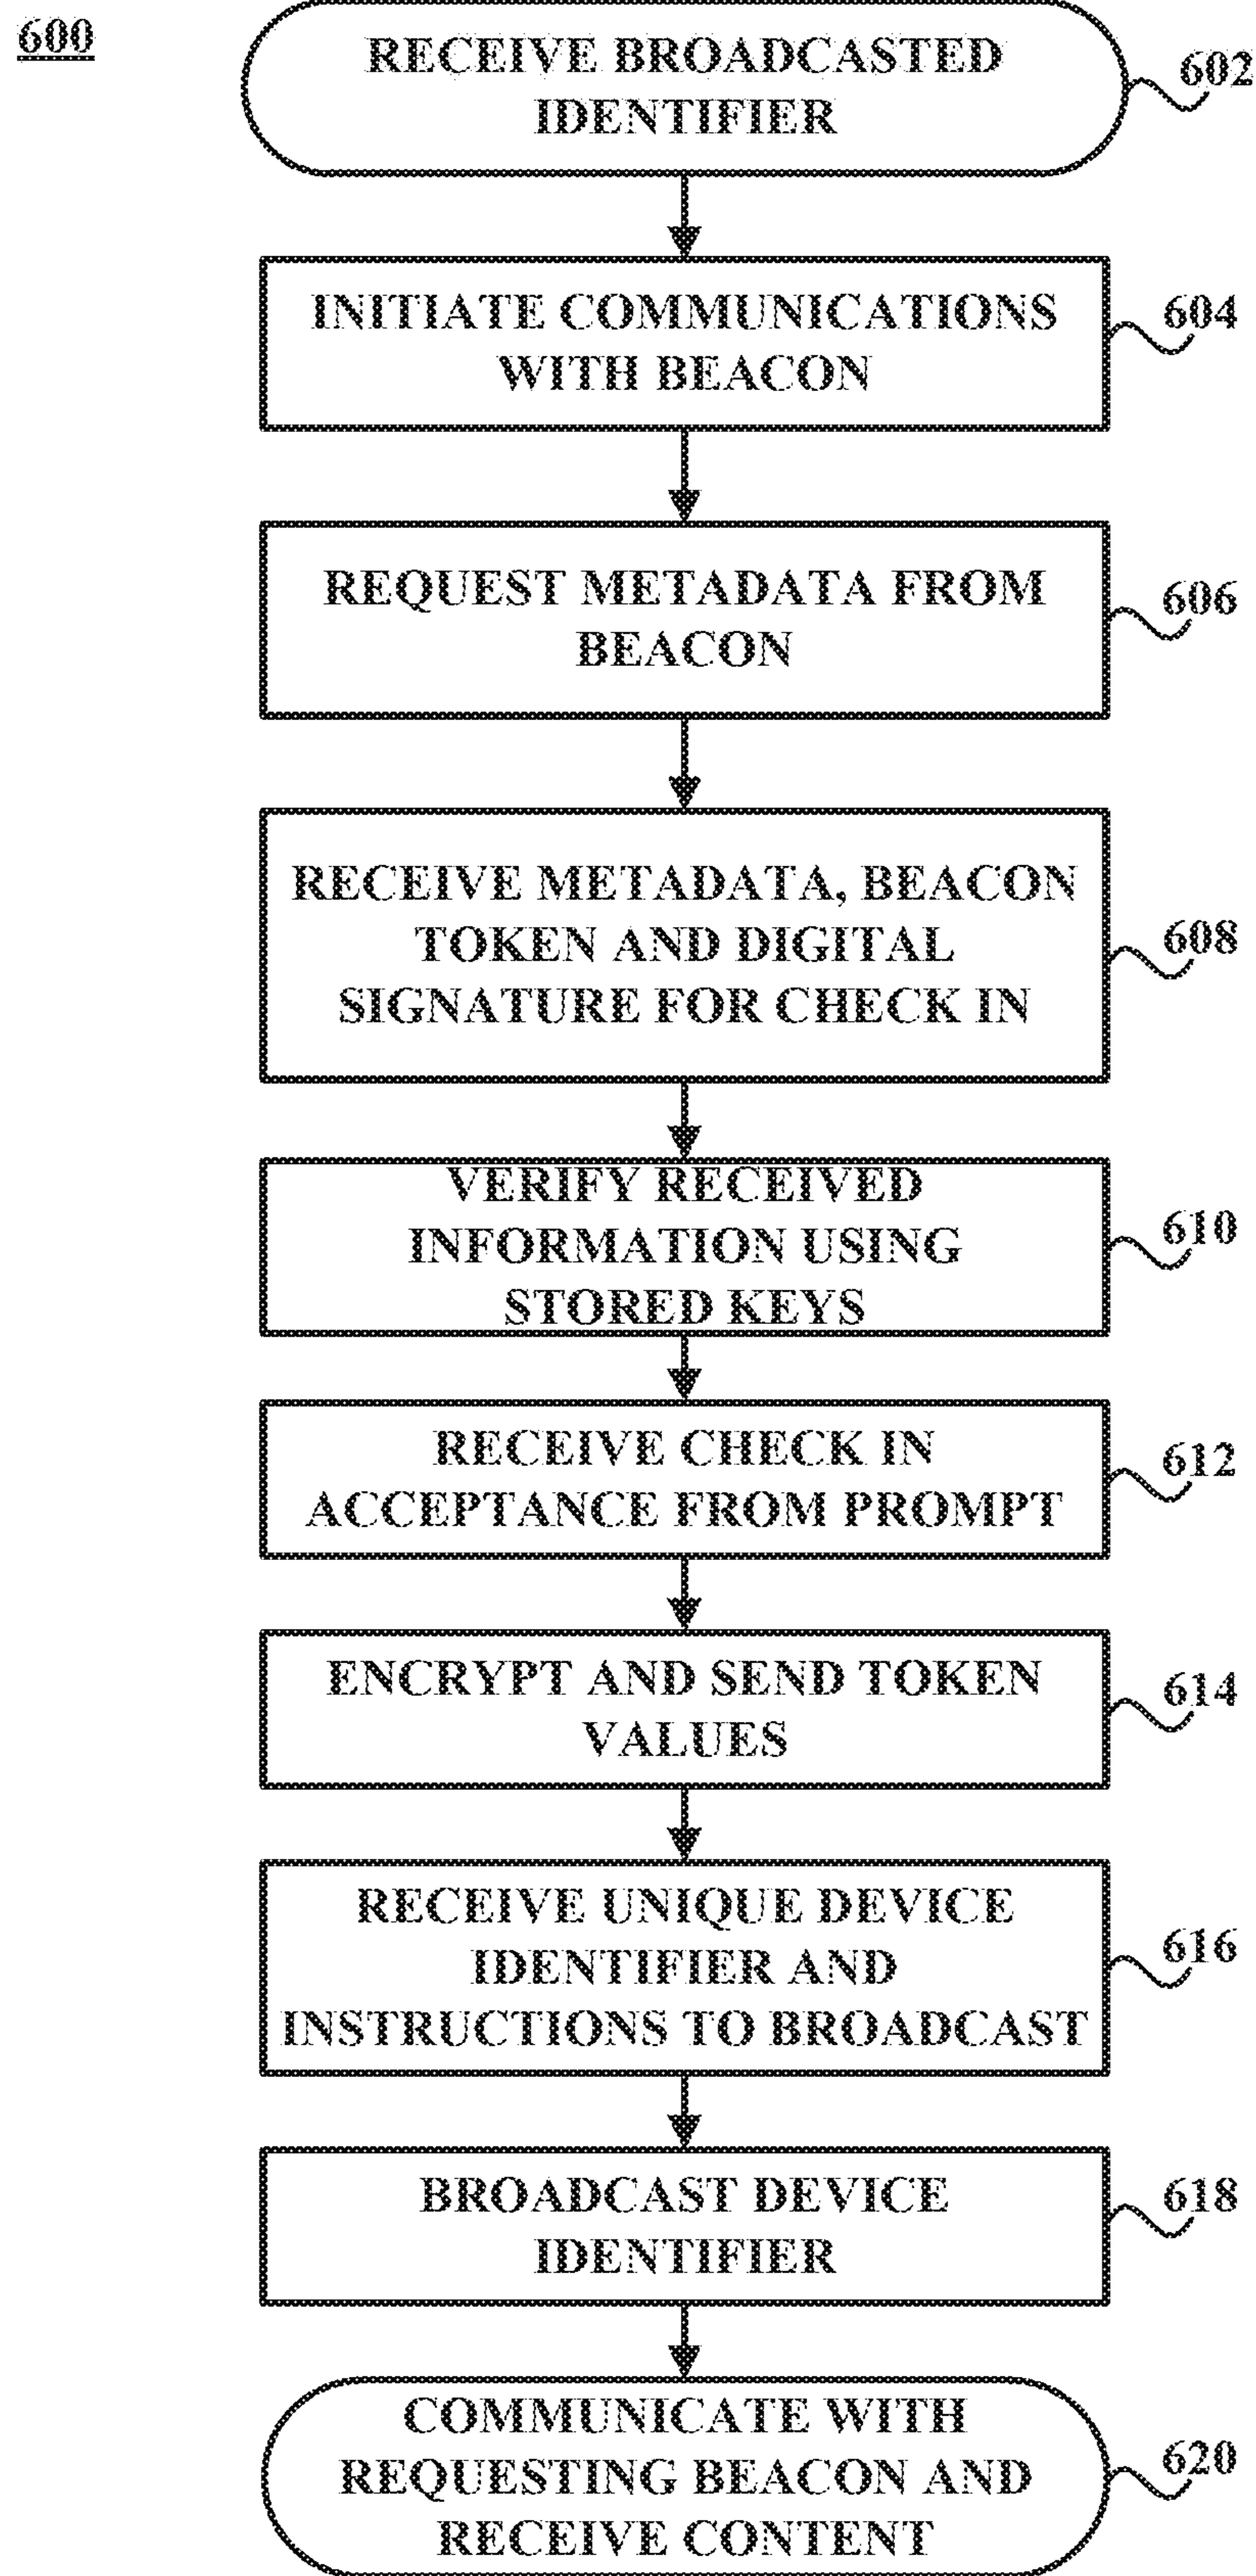 600
RECEIVE BROADCASTED
IDENTIFIER
602
INITIATE COMMUNICATIONS
WITH BEACON
604
REQUEST METADATA FROM
BEACON
606
RECEIVE METADATA, BEACON
TOKEN AND DIGITAL
SIGNATURE FOR CHECK IN
608
VERIFY RECEIVED
INFORMATION USING
STORED KEYS
610
RECEIVE CHECK IN
ACCEPTANCE FROM PROMPT
612
ENCRYPT AND SEND TOKEN
VALUES
614
RECEIVE UNIQUE DEVICE
IDENTIFIER AND
INSTRUCTIONS TO BROADCAST
616
BROADCAST DEVICE
IDENTIFIER
618
COMMUNICATE WITH
REQUESTING BEACON AND
RECEIVE CONTENT
620